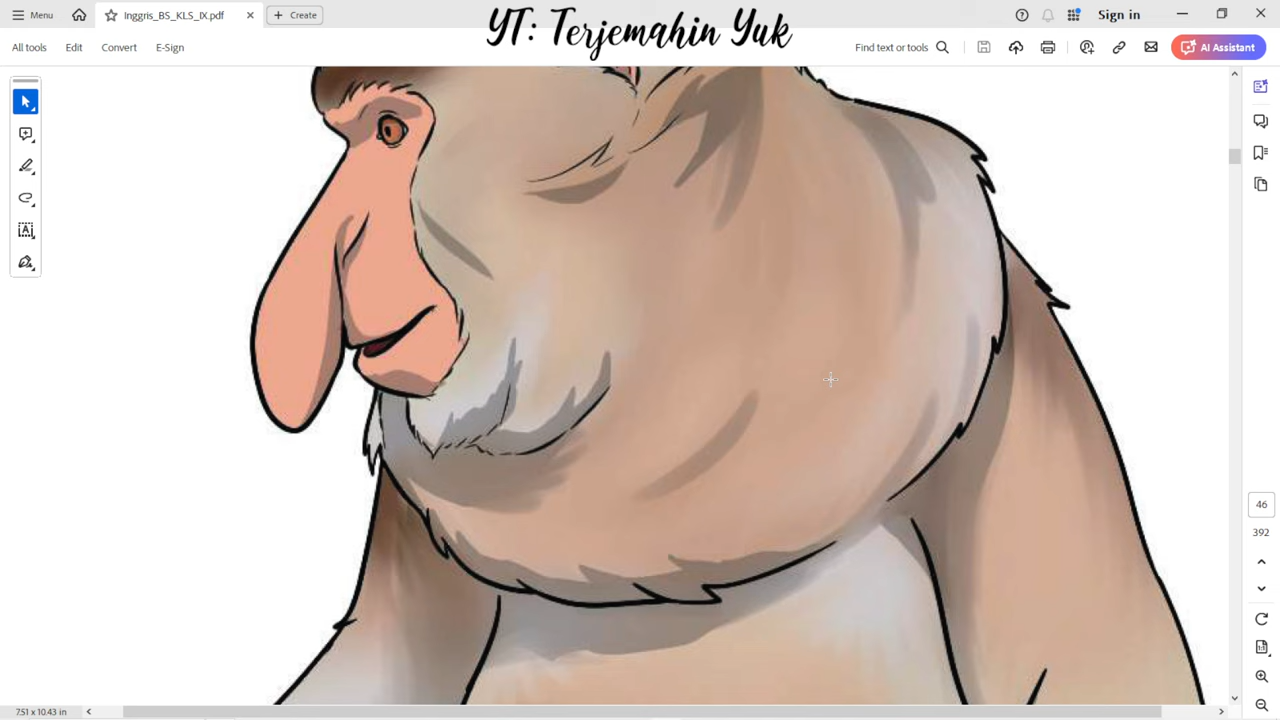 Menu
Inggris_BS_KLS_IX.pdf
Create
YT: Terjemahin Yuk
Sign in
All tools
Edit
Convert
E-Sign
Find text or tools
AI Assistant
46
392
7.51 x 10.43 in